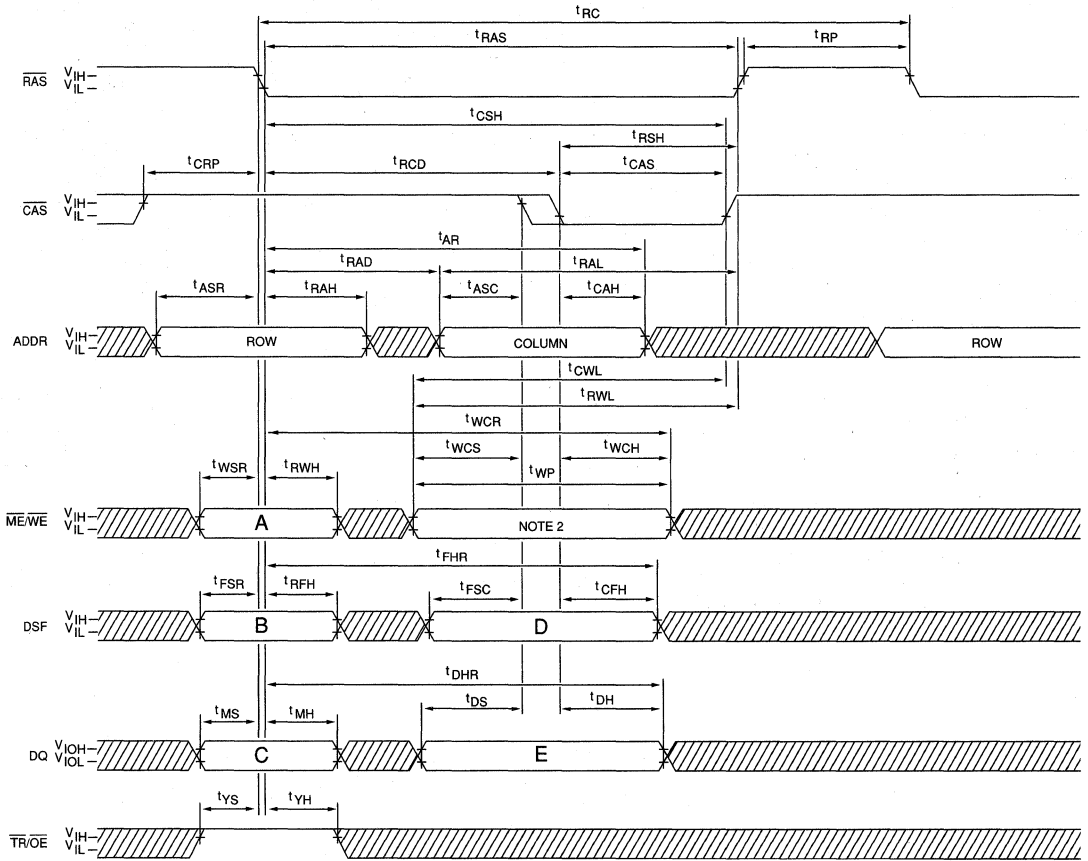 tRC
tRAS
tRP
RAS
VIH
VIL
tCSH
tRSH
tCRP
tRCD
tCAS
CAS
VIH
VIL
tAR
tRAD
tRAL
tASR
tRAH
tASC
tCAH
ADDR
VIH
VIL
ROW
COLUMN
ROW
tCWL
tRWL
tWCR
tWCS
tWCH
tWSR
tRWH
tWP
ME/WE
VIH
VIL
A
NOTE 2
tFHR
tFSR
tRFH
tFSC
tCFH
DSF
VIH
VIL
B
D
tDHR
tDS
tDH
tMS
tMH
DQ
VIOH
VIOL
C
E
tYS
tYH
TR/OE
VIH
VIL